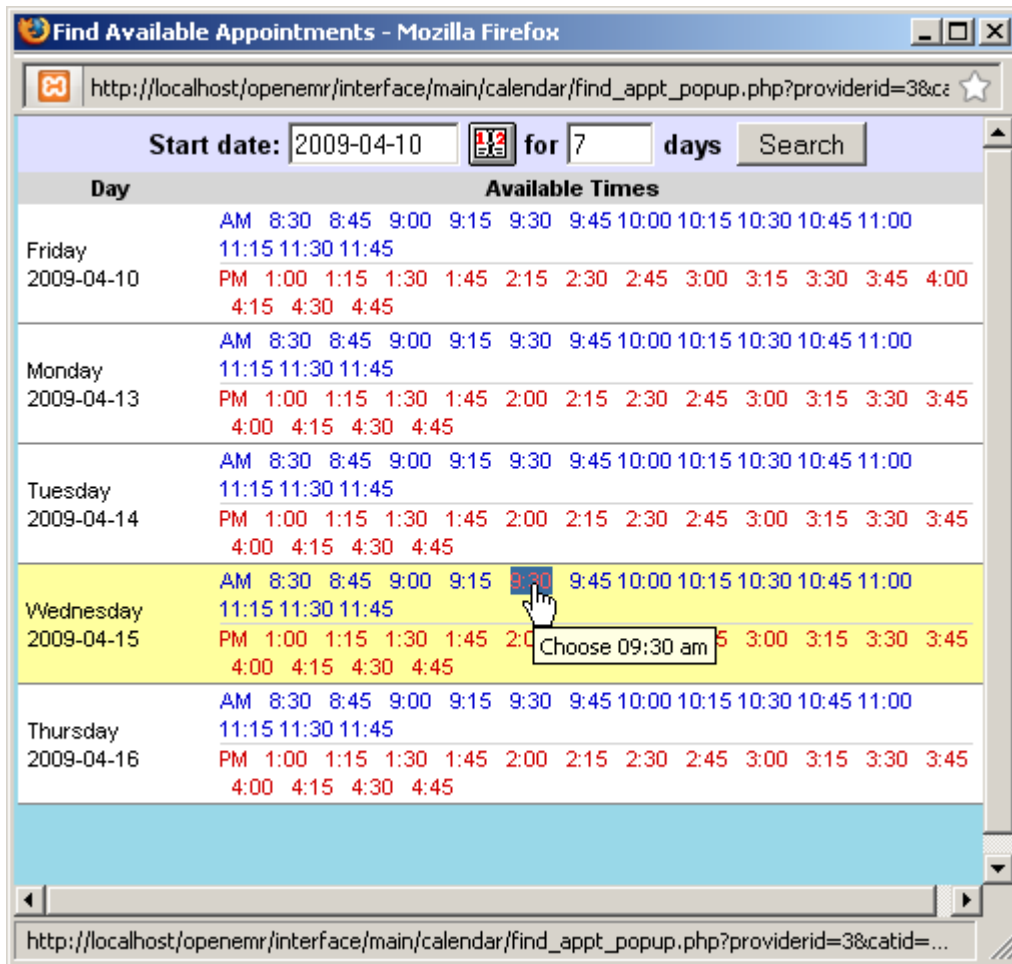 Find Available Appointments - Mozilla Firefox
http://localhost/openemr/interface/main/calendar/find_appt_popup.php?providerid=3&ca
Start date: 2009-04-10 for 7 days Search
Day Available Times
AM 8:30 8:45 9:00 9:15 9:30 9:45 10:00 10:15 10:30 10:45 11:00
Friday 11:15 11:30 11:45
2009-04-10 PM 1:00 1:15 1:30 1:45 2:15 2:30 2:45 3:00 3:15 3:30 3:45 4:00
4:15 4:30 4:45
AM 8:30 8:45 9:00 9:15 9:30 9:45 10:00 10:15 10:30 10:45 11:00
Monday 11:15 11:30 11:45
2009-04-13 PM 1:00 1:15 1:30 1:45 2:00 2:15 2:30 2:45 3:00 3:15 3:30 3:45
4:00 4:15 4:30 4:45
AM 8:30 8:45 9:00 9:15 9:30 9:45 10:00 10:15 10:30 10:45 11:00
Tuesday 11:15 11:30 11:45
2009-04-14 PM 1:00 1:15 1:30 1:45 2:00 2:15 2:30 2:45 3:00 3:15 3:30 3:45
4:00 4:15 4:30 4:45
AM 8:30 8:45 9:00 9:15 9:30 9:45 10:00 10:15 10:30 10:45 11:00
Wednesday 11:15 11:30 11:45
2009-04-15 PM 1:00 1:15 1:30 1:45 Choose 09:30 am 3:00 3:15 3:30 3:45
4:00 4:15 4:30 4:45
AM 8:30 8:45 9:00 9:15 9:30 9:45 10:00 10:15 10:30 10:45 11:00
Thursday 11:15 11:30 11:45
2009-04-16 PM 1:00 1:15 1:30 1:45 2:00 2:15 2:30 2:45 3:00 3:15 3:30 3:45
4:00 4:15 4:30 4:45
http://localhost/openemr/interface/main/calendar/find_appt_popup.php?providerid=3&catid=...